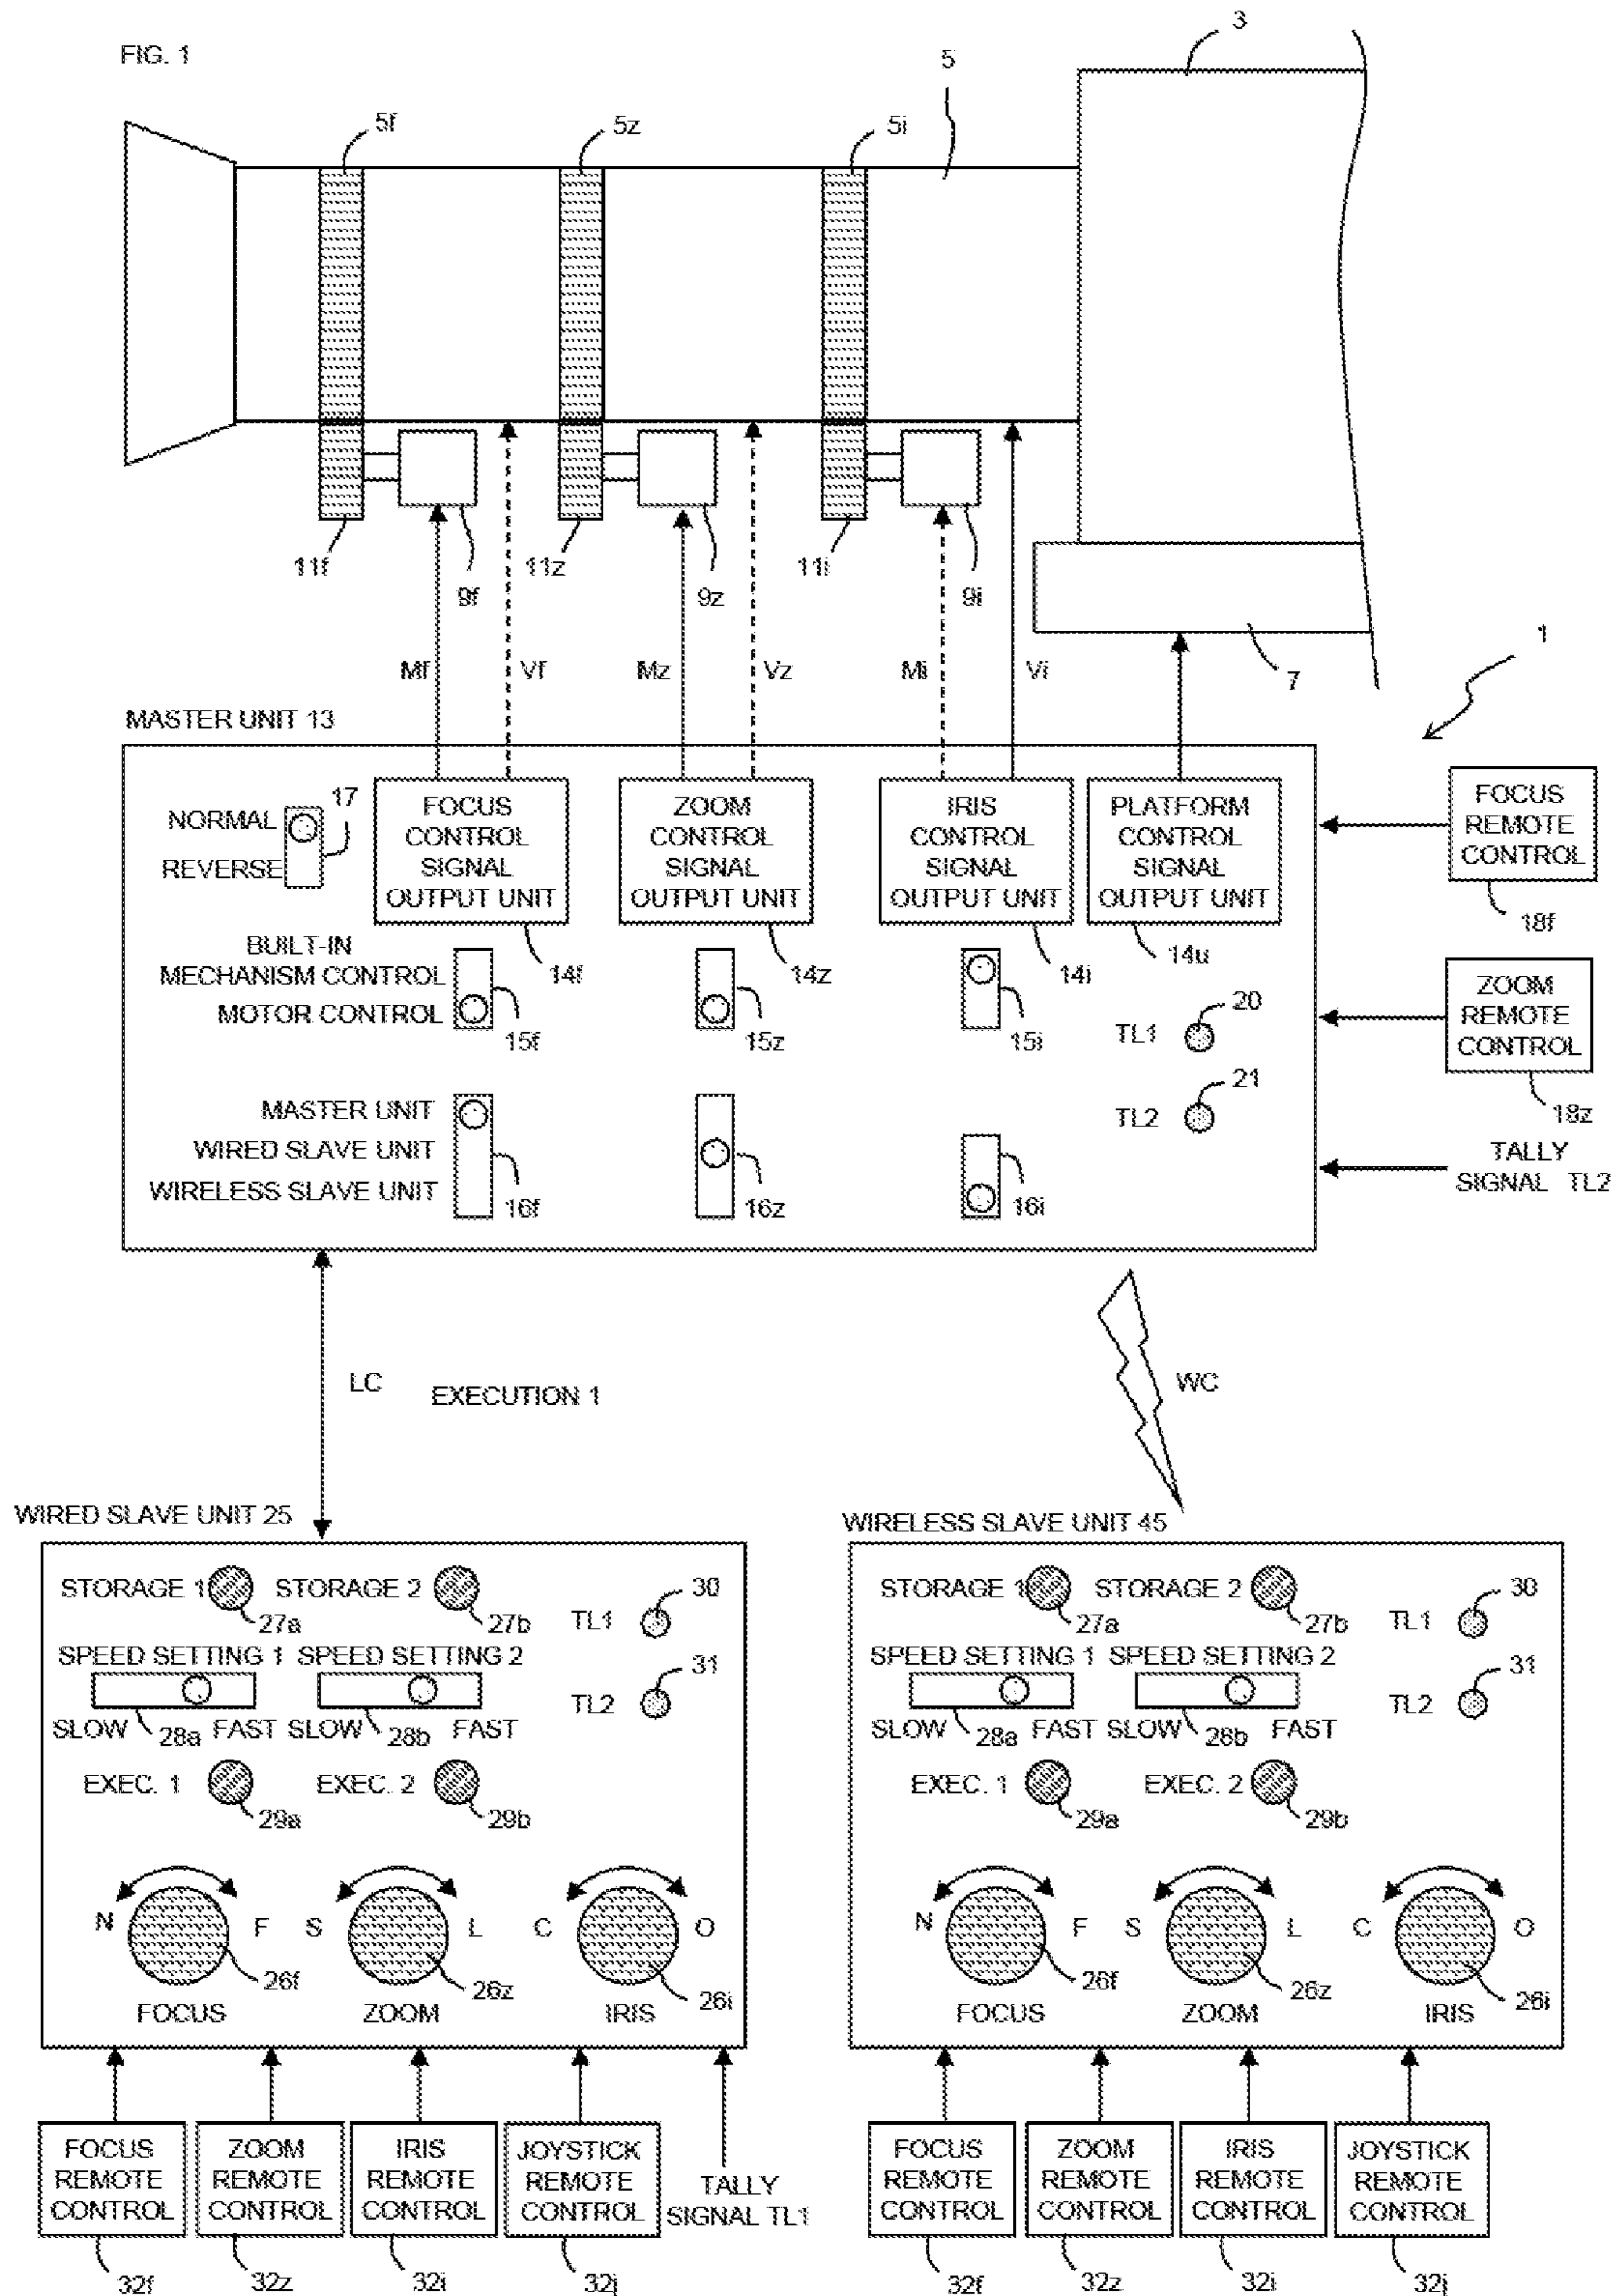 FIG. 1
3
5
5f
5z
5i
11f
9f
11z
9z
11i
9i
7
1
Mf
Vf
Mz
Vz
Mi
Vi
MASTER UNIT 13
NORMAL
REVERSE
17
FOCUS
CONTROL
SIGNAL
OUTPUT UNIT
ZOOM
CONTROL
SIGNAL
OUTPUT UNIT
IRIS
CONTROL
SIGNAL
OUTPUT UNIT
PLATFORM
CONTROL
SIGNAL
OUTPUT UNIT
14f
14z
14i
14u
FOCUS
REMOTE
CONTROL
18f
ZOOM
REMOTE
CONTROL
18z
TALLY
SIGNAL TL2
BUILT-IN
MECHANISM CONTROL
MOTOR CONTROL
15f
15z
15i
TL1
20
TL2
21
MASTER UNIT
WIRED SLAVE UNIT
WIRELESS SLAVE UNIT
16f
16z
16i
LC
EXECUTION 1
WC
WIRED SLAVE UNIT 25
STORAGE 1
27a
STORAGE 2
27b
TL1
30
SPEED SETTING 1
SPEED SETTING 2
TL2
31
SLOW
28a
FAST
SLOW
28b
FAST
EXEC. 1
29a
EXEC. 2
29b
N
F
26f
FOCUS
S
L
26z
ZOOM
C
O
26i
IRIS
FOCUS
REMOTE
CONTROL
32f
ZOOM
REMOTE
CONTROL
32z
IRIS
REMOTE
CONTROL
32i
JOYSTICK
REMOTE
CONTROL
32j
TALLY
SIGNAL TL1
WIRELESS SLAVE UNIT 45
STORAGE 1
27a
STORAGE 2
27b
TL1
30
SPEED SETTING 1
SPEED SETTING 2
TL2
31
SLOW
28a
FAST
SLOW
28b
FAST
EXEC. 1
29a
EXEC. 2
29b
N
F
26f
FOCUS
S
L
26z
ZOOM
C
O
26i
IRIS
FOCUS
REMOTE
CONTROL
32f
ZOOM
REMOTE
CONTROL
32z
IRIS
REMOTE
CONTROL
32i
JOYSTICK
REMOTE
CONTROL
32j